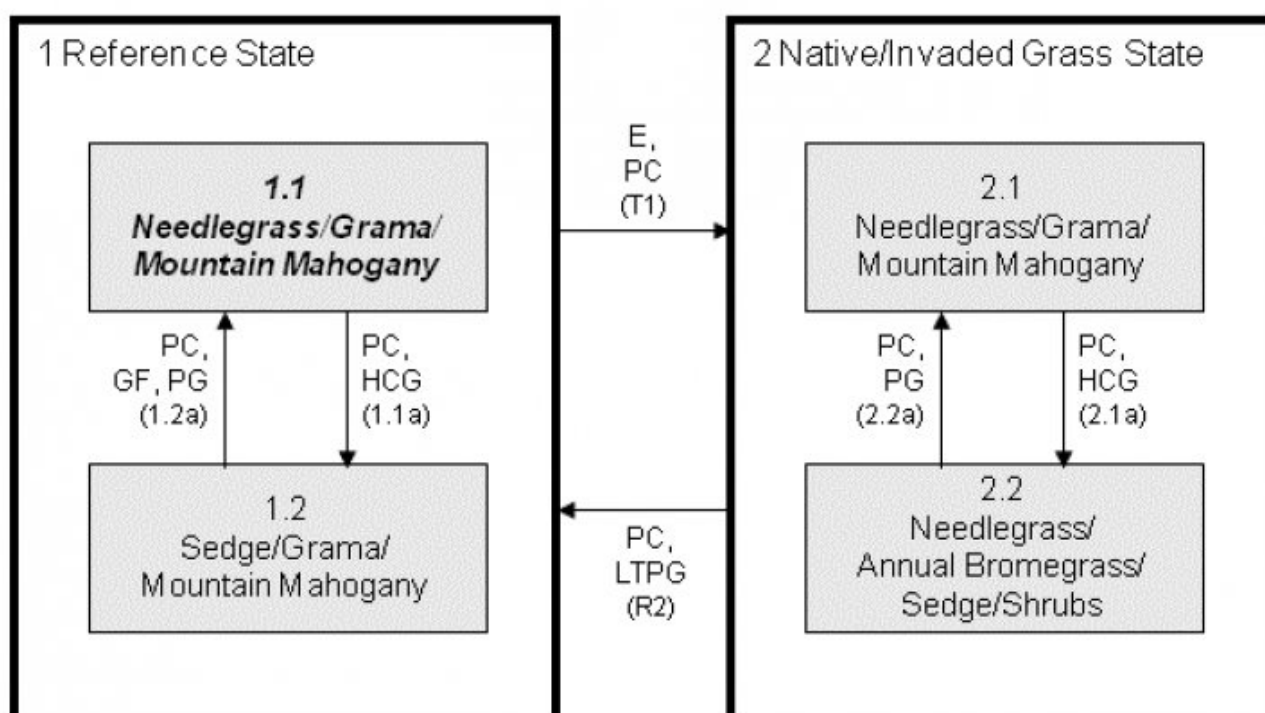 1 Reference State
1.1
Needlegrass/Grama/
Mountain Mahogany
PC,
GF, PG
(1.2a)
PC,
HCG
(1.1a)
1.2
Sedge/Grama/
Mountain Mahogany
E,
PC
(T1)
PC,
LTPG
(R2)
2 Native/Invaded Grass State
2.1
Needlegrass/Grama/
Mountain Mahogany
PC,
PG
(2.2a)
PC,
HCG
(2.1a)
2.2
Needlegrass/
Annual Bromegrass/
Sedge/Shrubs